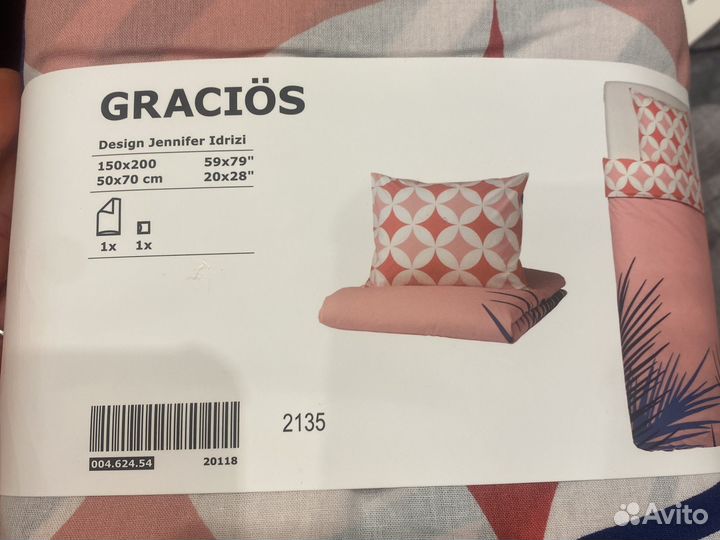 GRACIÖS
Design Jennifer Idrizi
150x200 59x79"
50x70 cm 20x28"
1x 1x
2135
004.624.54 20118
Avito